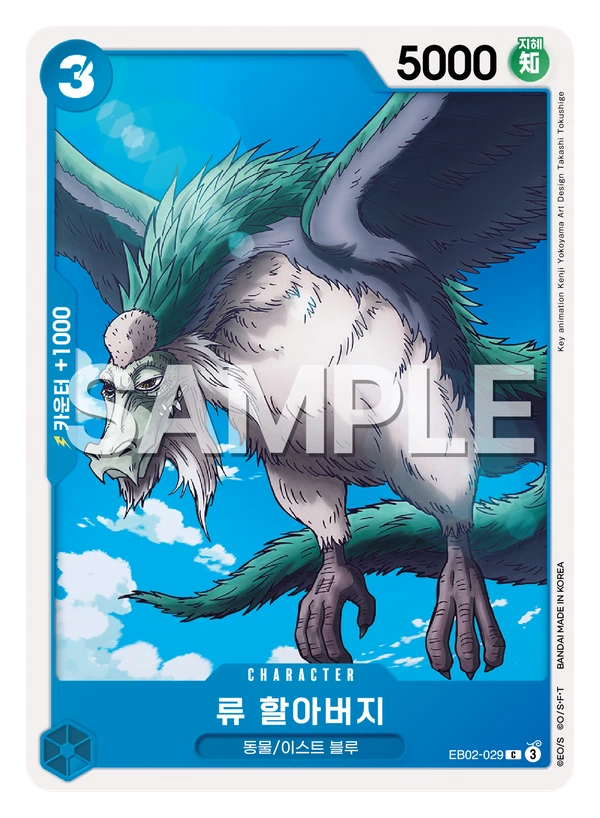 3
5000
지혜
知
카운터 +1000
SAMPLE
Key animation Kenji Yokoyama Art Design Takashi Tokushige
CHARACTER
류 할아버지
동물/이스트 블루
EB02-029 C 3
©EO/S ©O/S·F·T BANDAI MADE IN KOREA